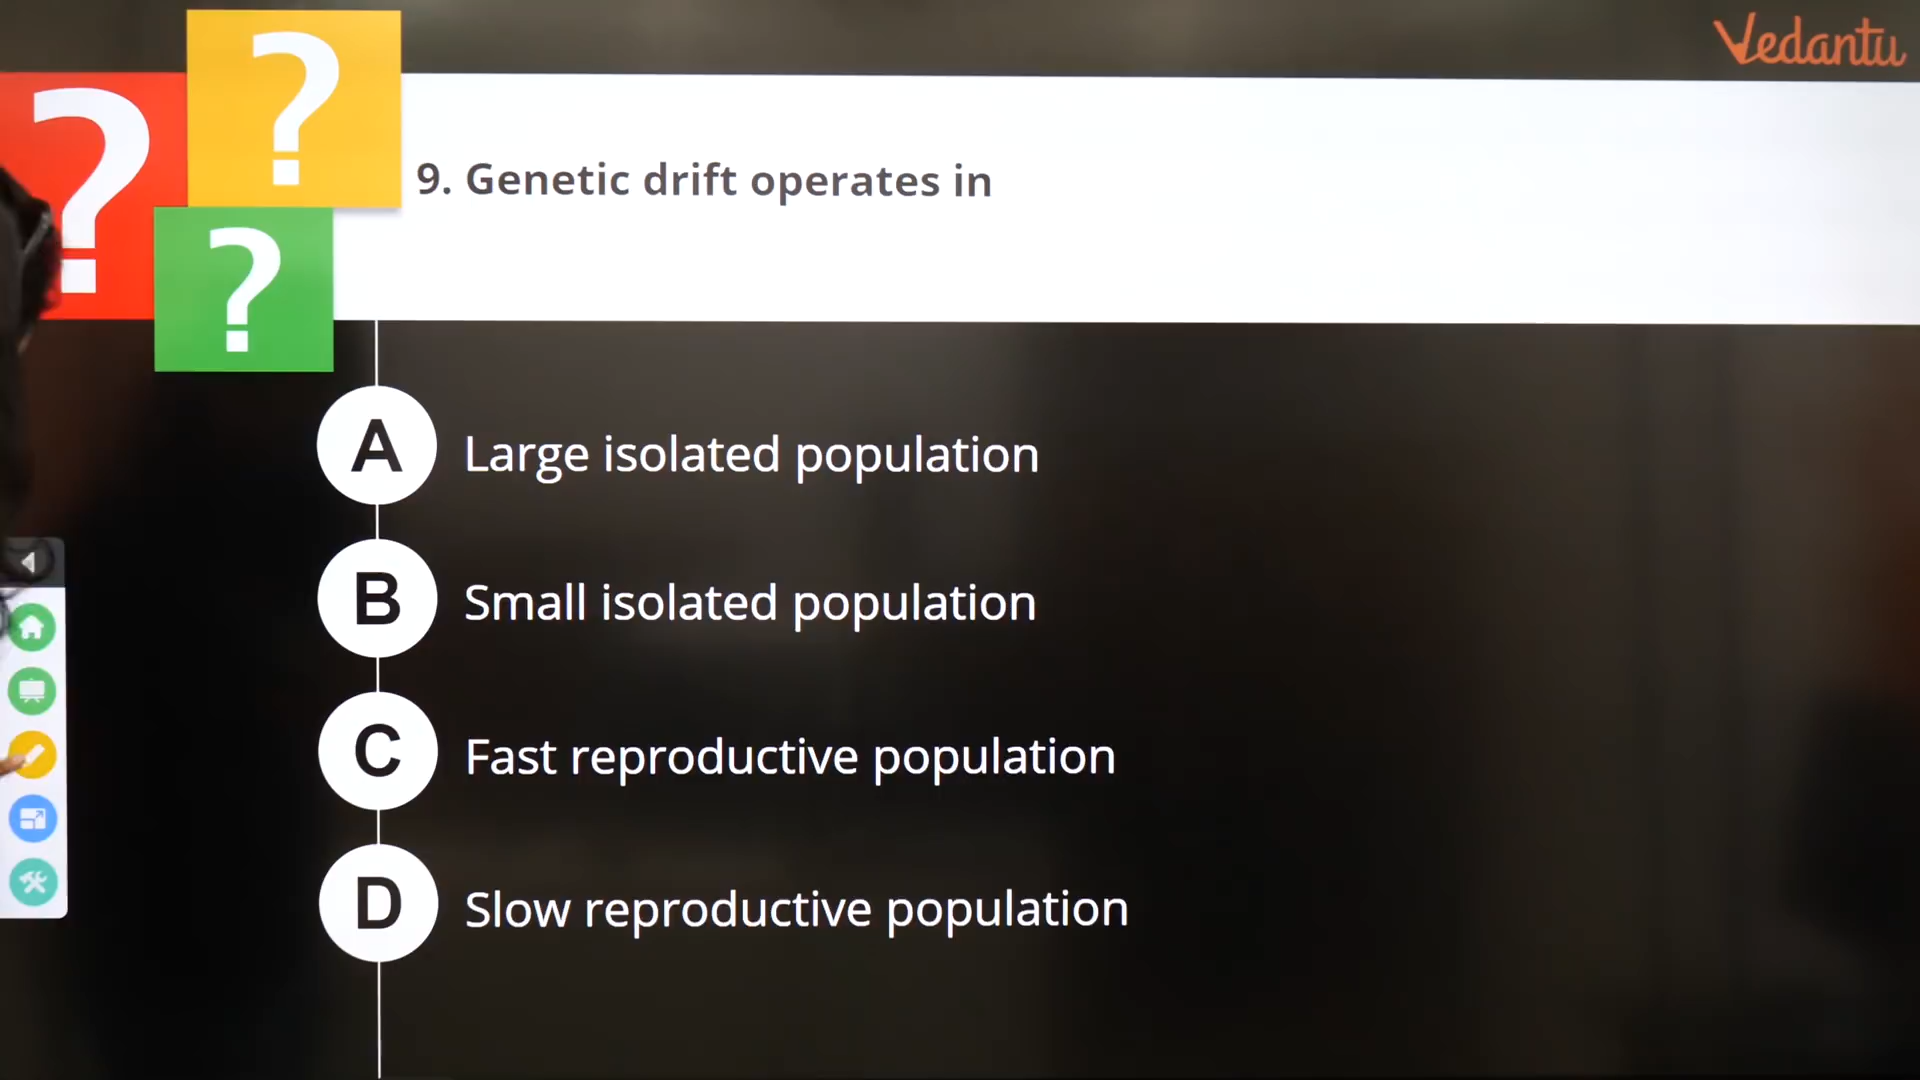 Vedantu
?
?
?
9. Genetic drift operates in
A Large isolated population
B Small isolated population
C Fast reproductive population
D Slow reproductive population